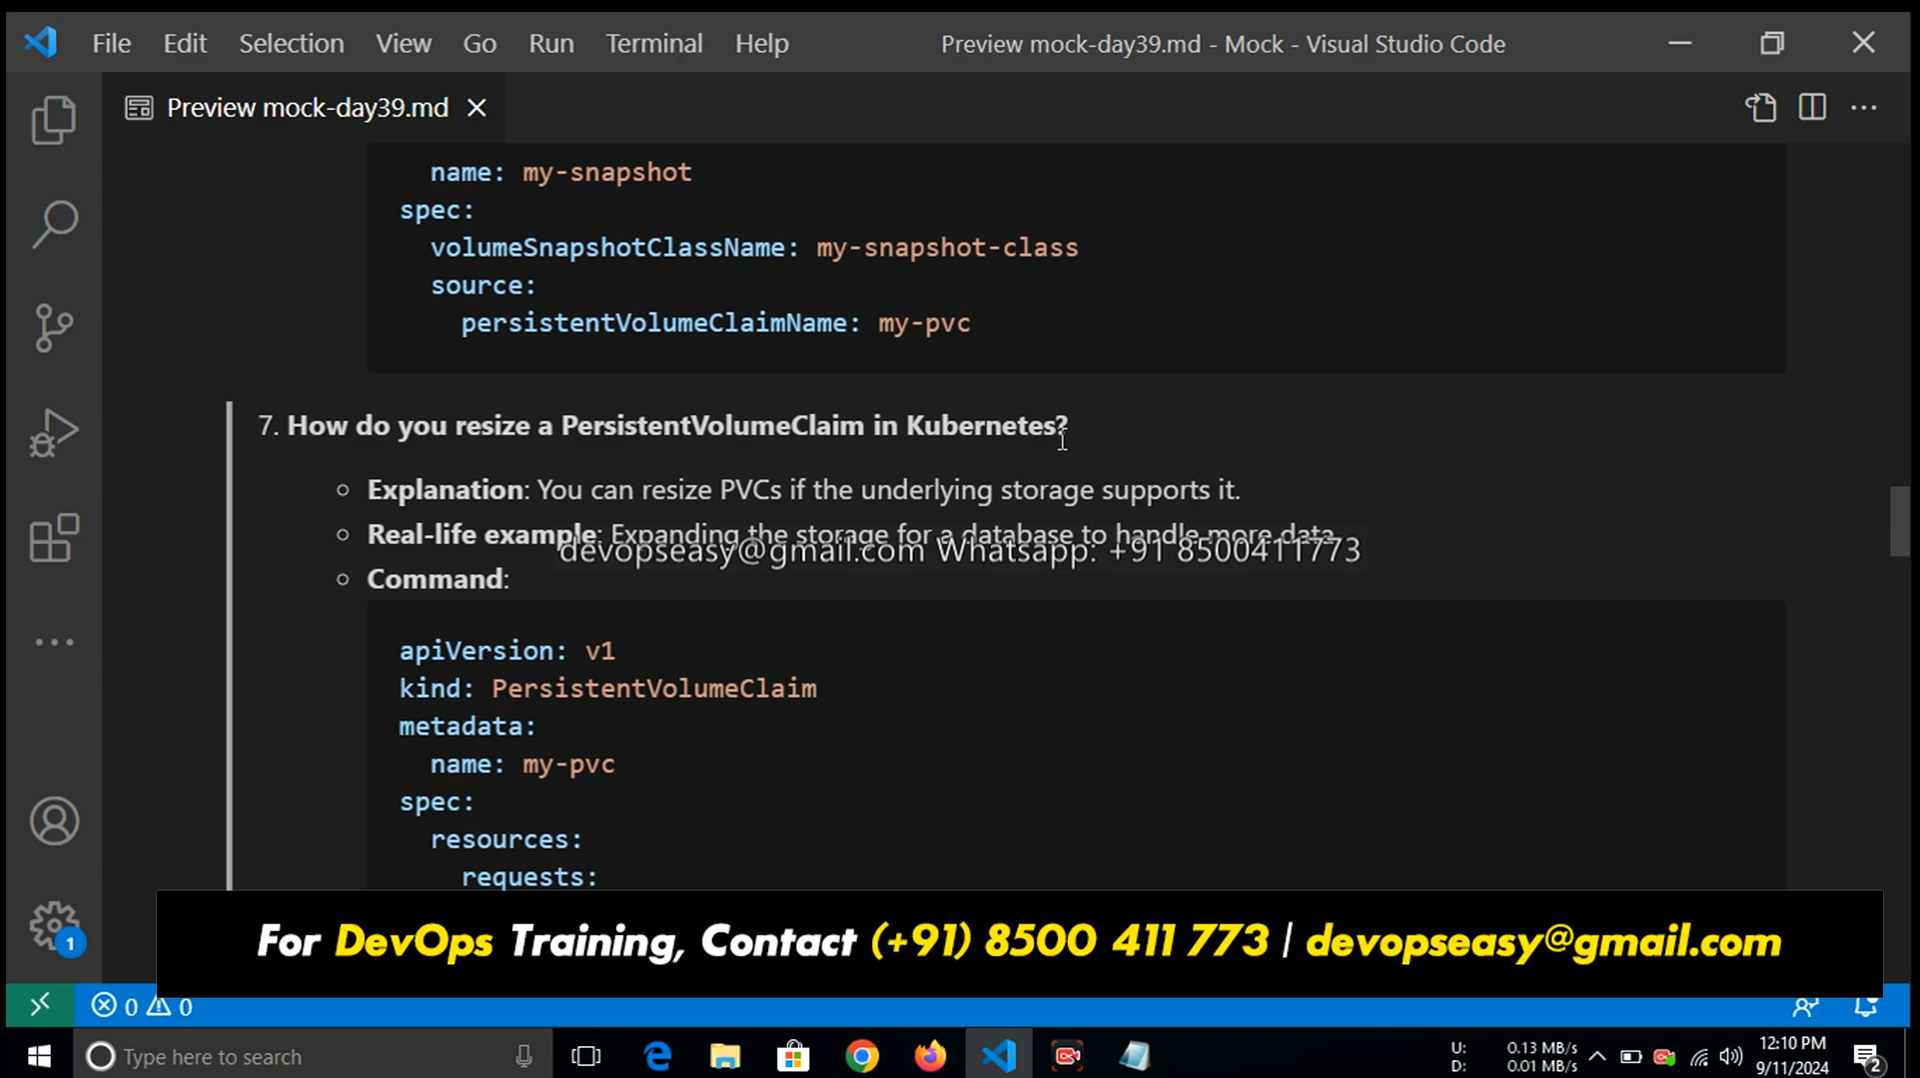 File Edit Selection View Go Run Terminal Help Preview mock-day39.md - Mock - Visual Studio Code
Preview mock-day39.md
name: my-snapshot
spec:
volumeSnapshotClassName: my-snapshot-class
source:
persistentVolumeClaimName: my-pvc
7. How do you resize a PersistentVolumeClaim in Kubernetes?
Explanation: You can resize PVCs if the underlying storage supports it.
Real-life example: Expanding the storage for a database to handle more data.
devopseasy@gmail.com Whatsapp: +91 8500411773
Command:
apiVersion: v1
kind: PersistentVolumeClaim
metadata:
name: my-pvc
spec:
resources:
requests:
1
For DevOps Training, Contact (+91) 8500 411 773 | devopseasy@gmail.com
0 0
Type here to search
U: 0.13 MB/s
D: 0.01 MB/s
12:10 PM
9/11/2024
2